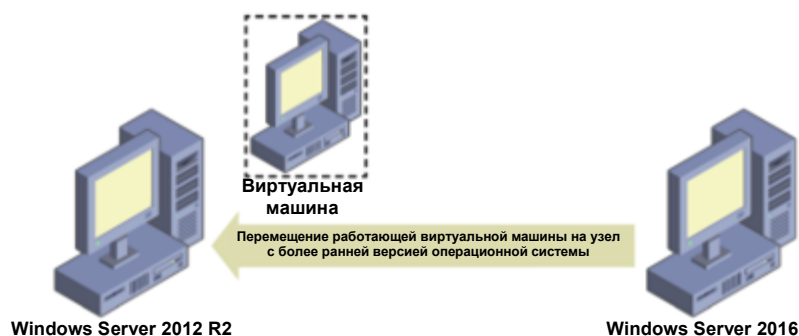 Виртуальная
машина
Перемещение работающей виртуальной машины на узел
с более ранней версией операционной системы
Windows Server 2012 R2
Windows Server 2016